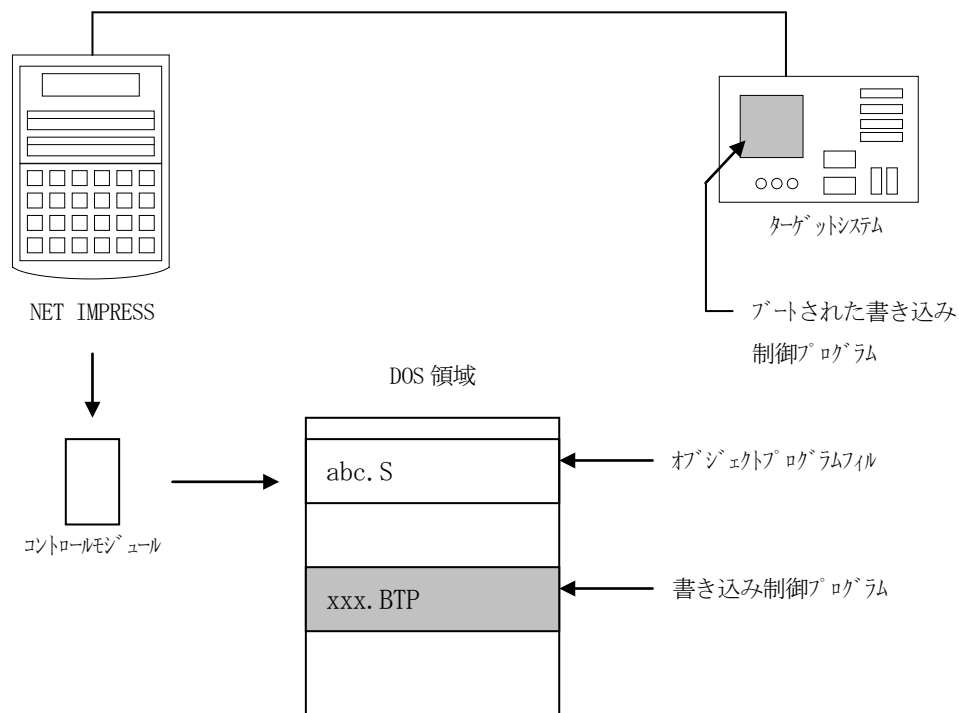 NET IMPRESS
ターゲットシステム
ブートされた書き込み
制御プログラム
DOS 領域
コントロールモジュール
abc.S
オブジェクトプログラムフィル
xxx.BTP
書き込み制御プログラム